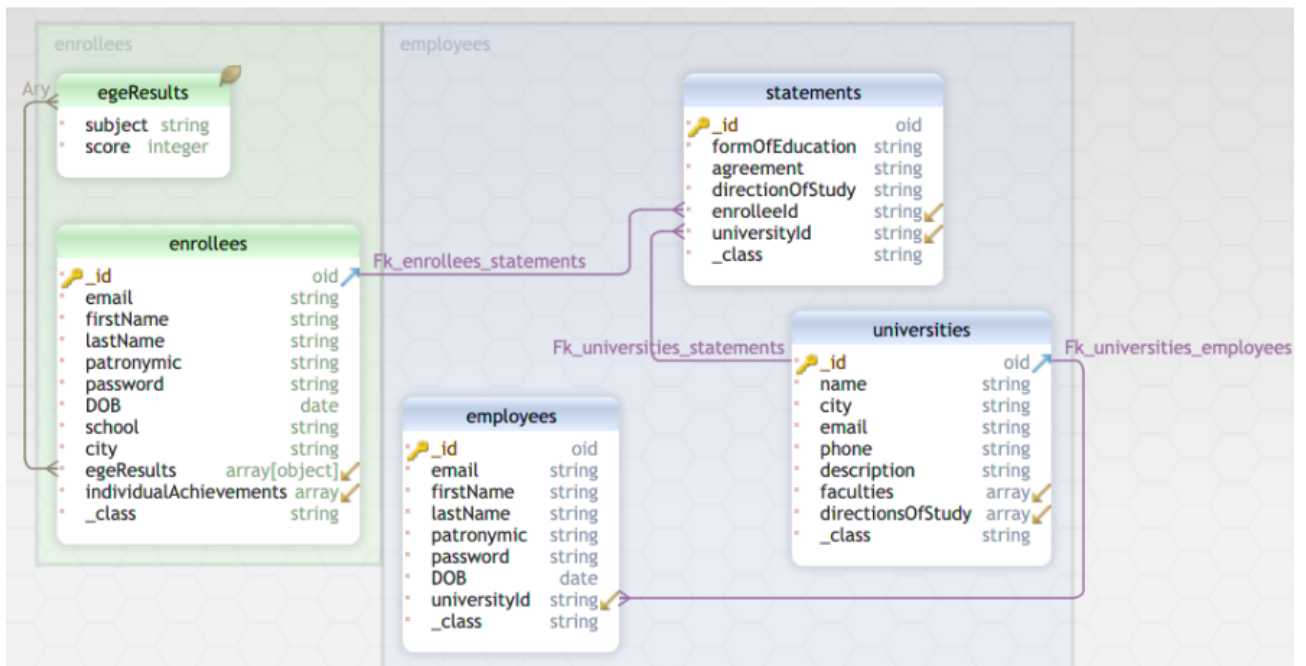 enrollees
employees
Ary
egeResults
subject string
score integer
statements
_id oid
formOfEducation string
agreement string
directionOfStudy string
enrolleeId string
universityId string
_class string
enrollees
_id oid
email string
firstName string
lastName string
patronymic string
password string
DOB date
school string
city string
egeResults array[object]
individualAchievements array
_class string
Fk_enrollees_statements
Fk_universities_statements
universities
_id oid
name string
city string
email string
phone string
description string
faculties array
directionsOfStudy array
_class string
Fk_universities_employees
employees
_id oid
email string
firstName string
lastName string
patronymic string
password string
DOB date
universityId string
_class string